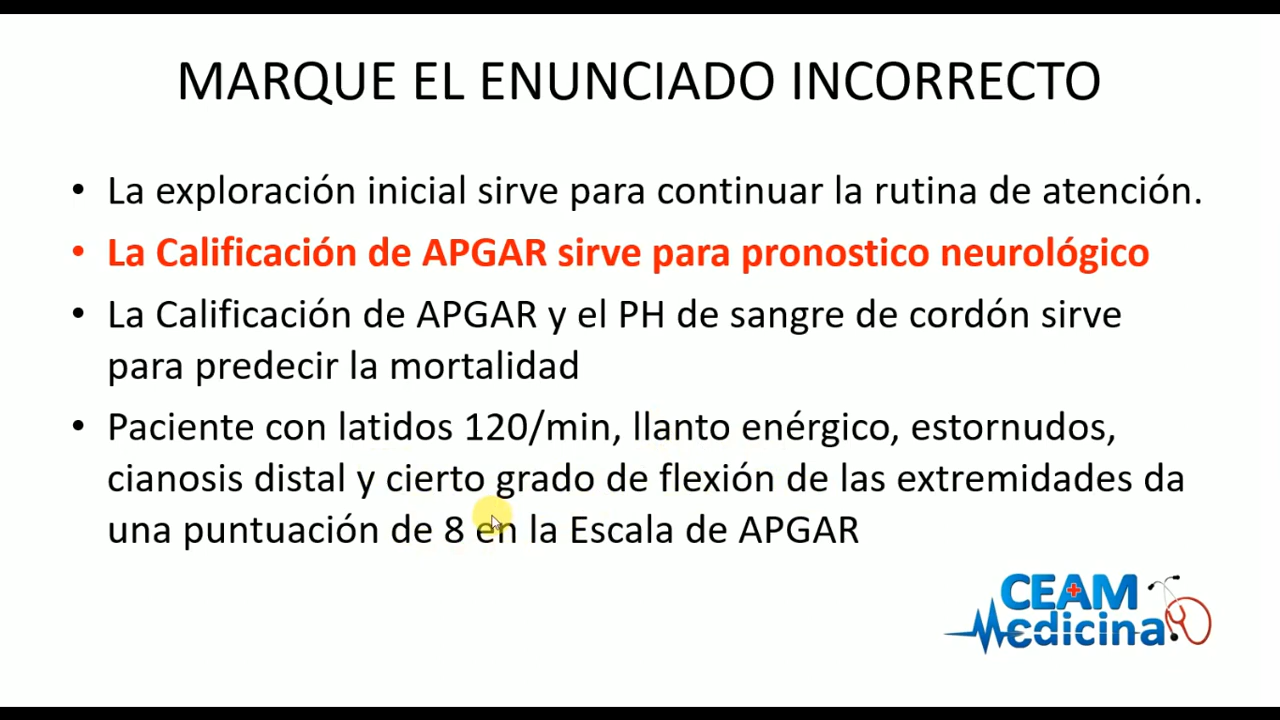 MARQUE EL ENUNCIADO INCORRECTO
• La exploración inicial sirve para continuar la rutina de atención.
• La Calificación de APGAR sirve para pronostico neurológico
• La Calificación de APGAR y el PH de sangre de cordón sirve
para predecir la mortalidad
• Paciente con latidos 120/min, llanto enérgico, estornudos,
cianosis distal y cierto grado de flexión de las extremidades da
una puntuación de 8 en la Escala de APGAR
CEAM
Medicina